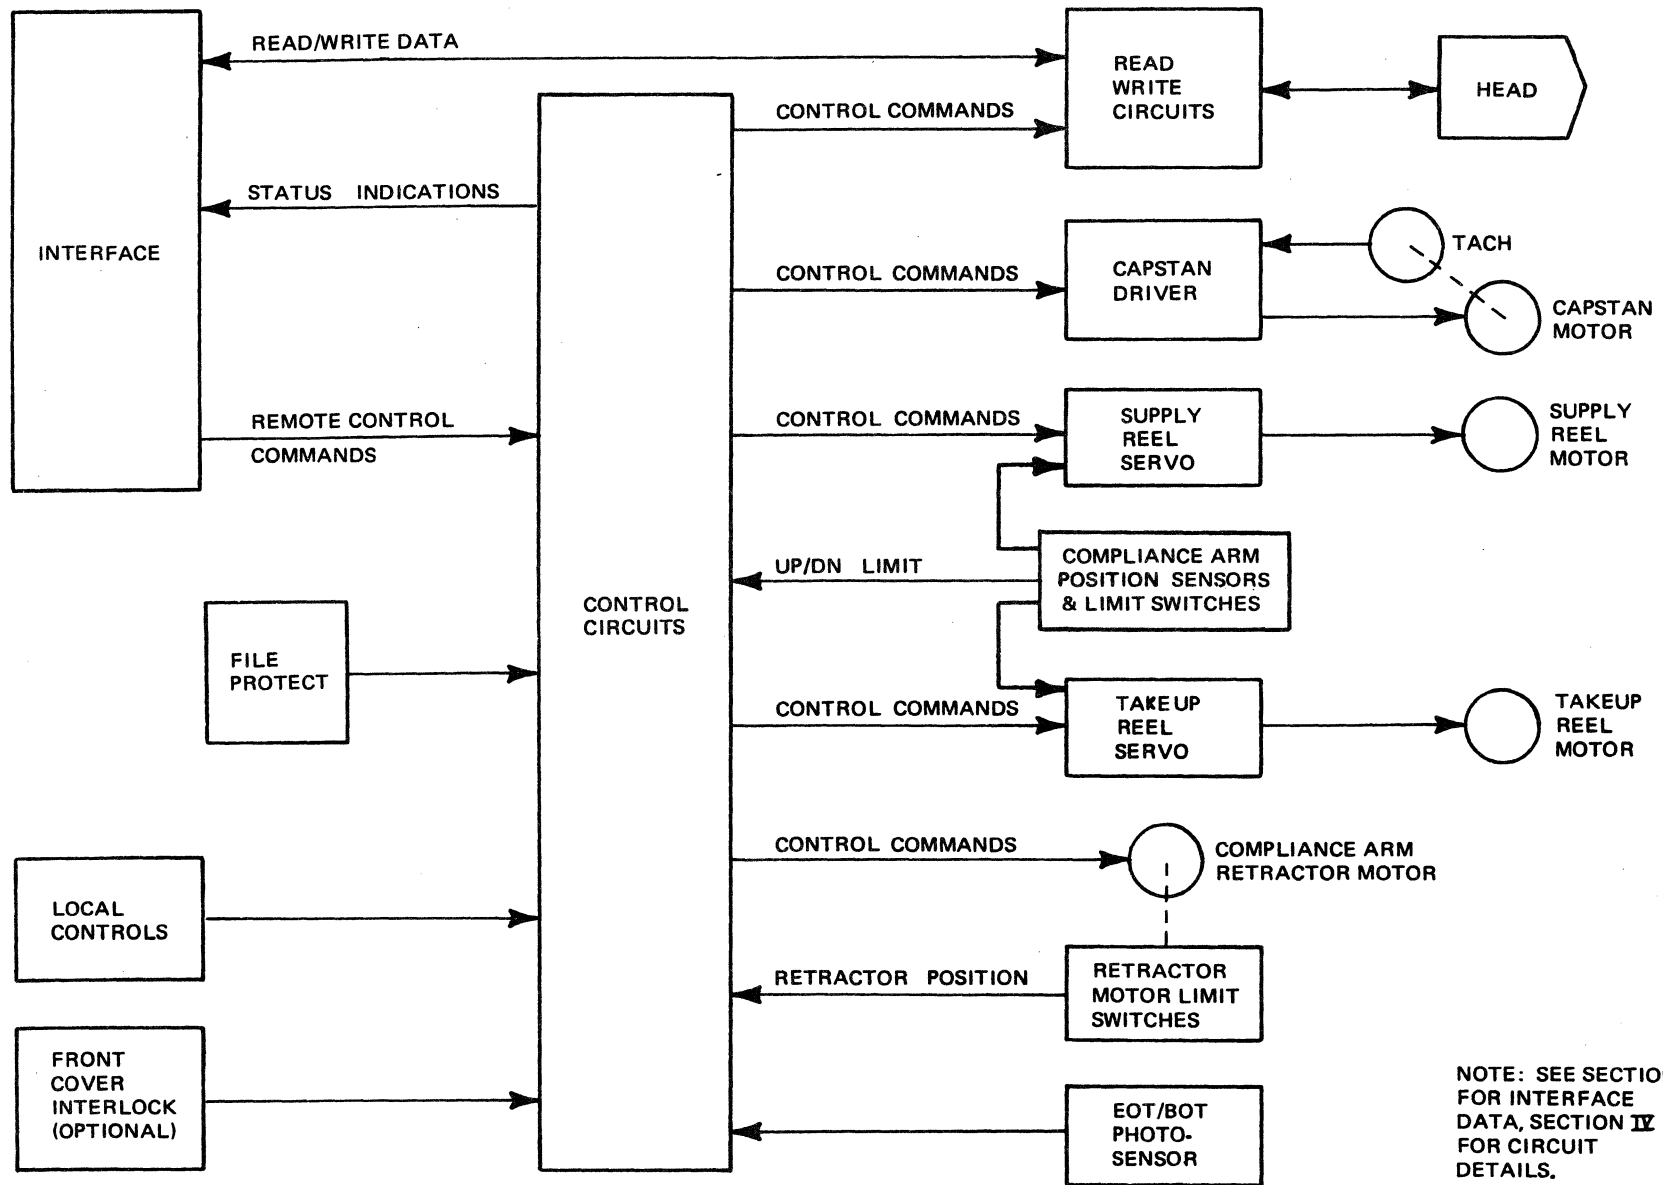 READ/WRITE DATA
READ
WRITE
CIRCUITS
HEAD
CONTROL COMMANDS
STATUS INDICATIONS
INTERFACE
CONTROL COMMANDS
CAPSTAN
DRIVER
TACH
CAPSTAN
MOTOR
REMOTE CONTROL
COMMANDS
CONTROL COMMANDS
SUPPLY
REEL
SERVO
SUPPLY
REEL
MOTOR
UP/DN LIMIT
COMPLIANCE ARM
POSITION SENSORS
& LIMIT SWITCHES
CONTROL
CIRCUITS
FILE
PROTECT
CONTROL COMMANDS
TAKEUP
REEL
SERVO
TAKEUP
REEL
MOTOR
CONTROL COMMANDS
COMPLIANCE ARM
RETRACTOR MOTOR
LOCAL
CONTROLS
RETRACTOR POSITION
RETRACTOR
MOTOR LIMIT
SWITCHES
FRONT
COVER
INTERLOCK
(OPTIONAL)
EOT/BOT
PHOTO-
SENSOR
NOTE: SEE SECTIO
FOR INTERFACE
DATA, SECTION IV
FOR CIRCUIT
DETAILS.